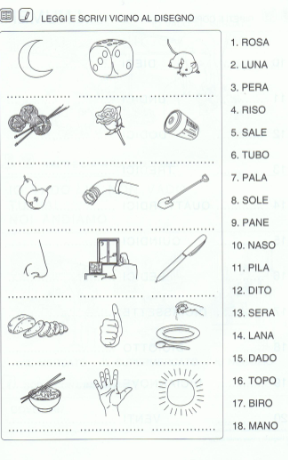 LEGGI E SCRIVI VICINO AL DISEGNO
1. ROSA
2. LUNA
3. PERA
4. RISO
5. SALE
6. TUBO
7. PALA
8. SOLE
9. PANE
10. NASO
11. PILA
12. DITO
13. SERA
14. LANA
15. DADO
16. TOPO
17. BIRO
18. MANO